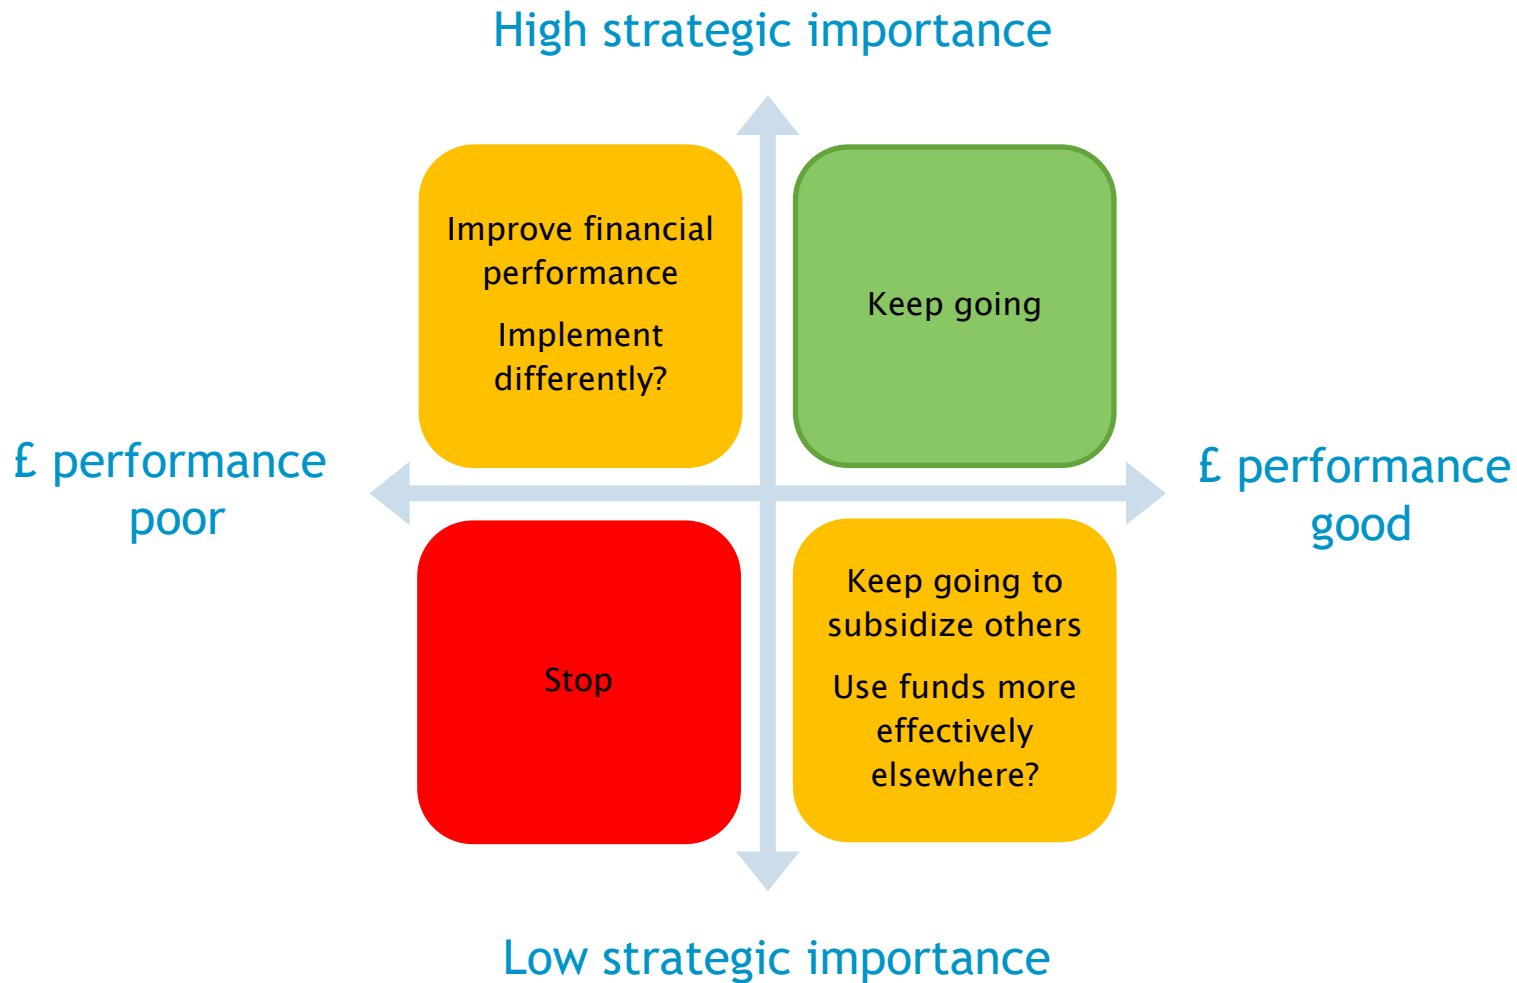 High strategic importance
Improve financial
performance
Implement
differently?
Keep going
£ performance
poor
£ performance
good
Stop
Keep going to
subsidize others
Use funds more
effectively
elsewhere?
Low strategic importance